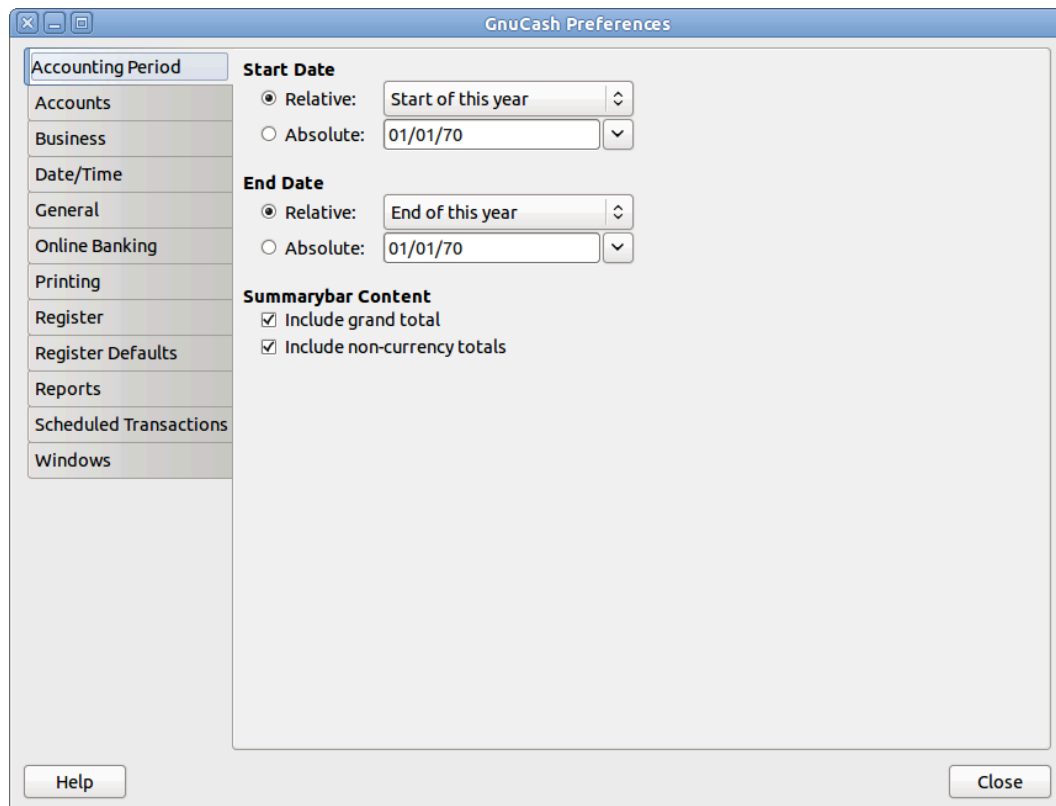 GnuCash Preferences
Accounting Period
Accounts
Business
Date/Time
General
Online Banking
Printing
Register
Register Defaults
Reports
Scheduled Transactions
Windows
Start Date
Relative: Start of this year
Absolute: 01/01/70
End Date
Relative: End of this year
Absolute: 01/01/70
Summarybar Content
Include grand total
Include non-currency totals
Help
Close